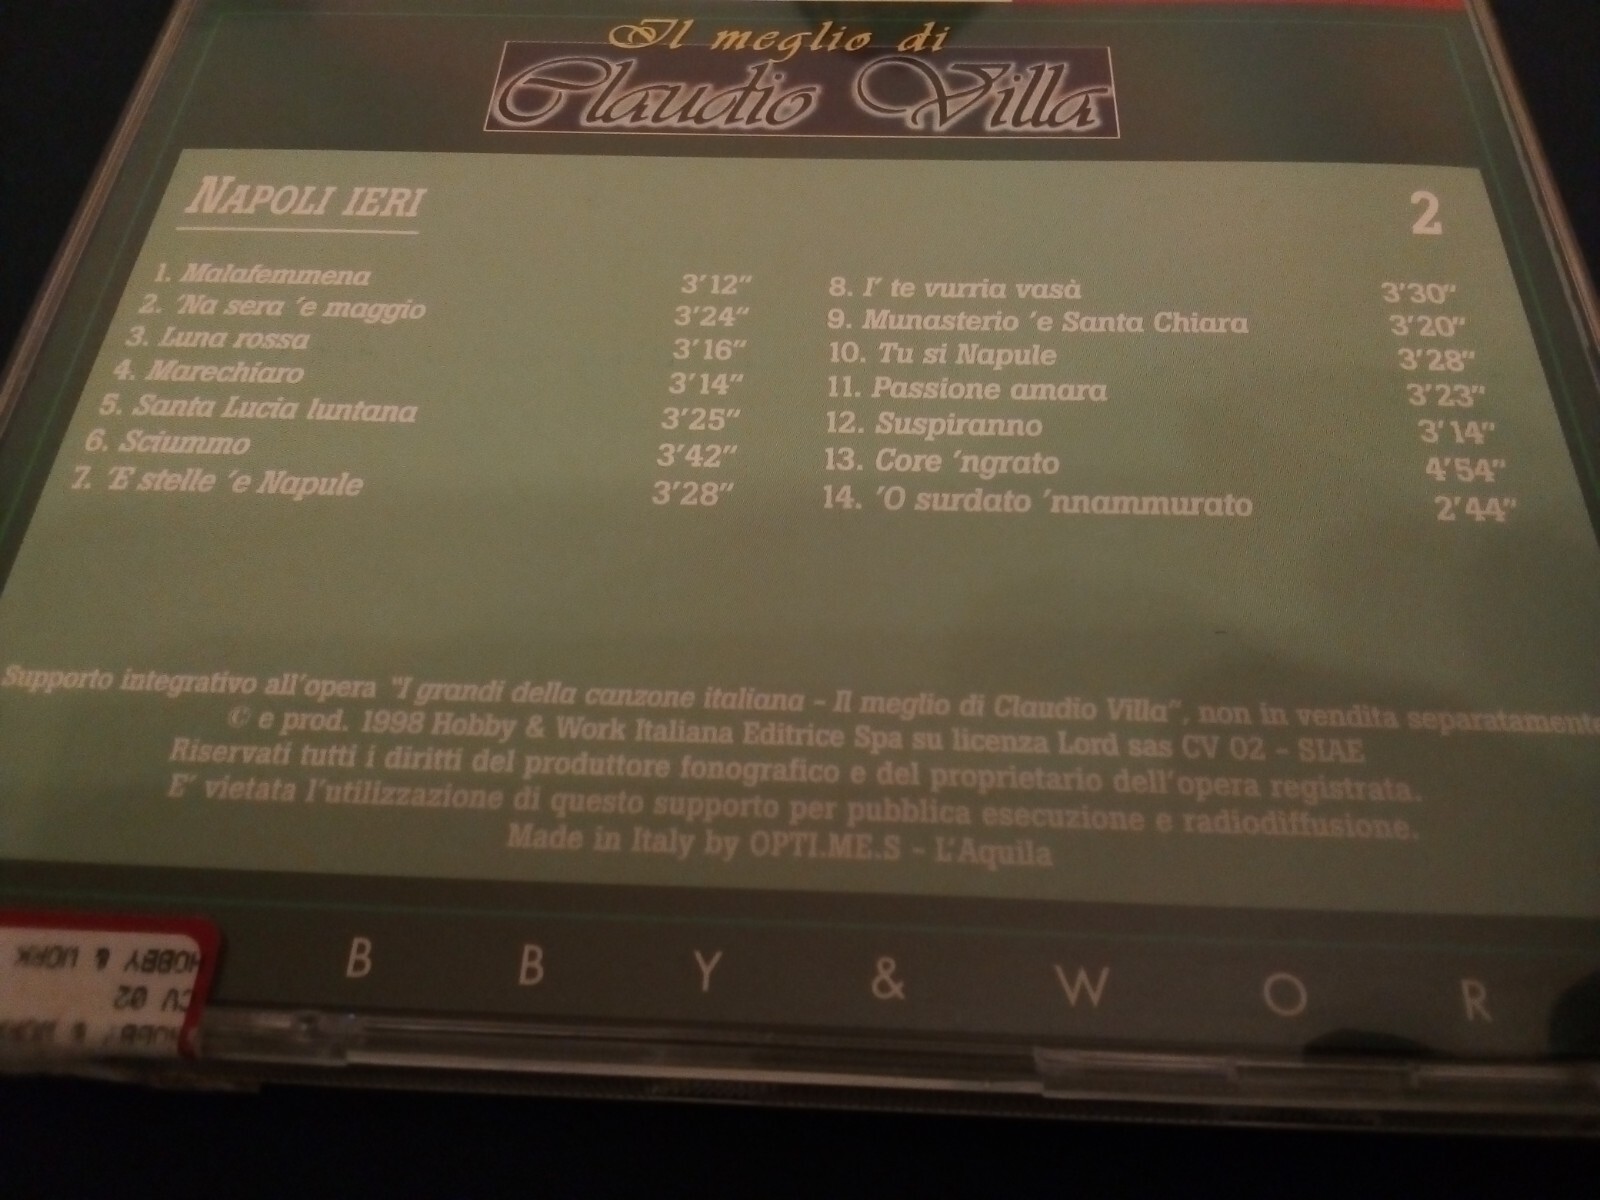 Il meglio di
Claudio Villa
NAPOLI IERI
2
1. Malafemmena 3'12"
2. 'Na sera 'e maggio 3'24"
3. Luna rossa 3'16"
4. Marechiaro 3'14"
5. Santa Lucia luntana 3'25"
6. Sciummo 3'42"
7. 'E stelle 'e Napule 3'28"
8. I' te vurria vasà 3'30"
9. Munasterio 'e Santa Chiara 3'20"
10. Tu si Napule 3'28"
11. Passione amara 3'23"
12. Suspiranno 3'14"
13. Core 'ngrato 4'54"
14. 'O surdato 'nnammurato 2'44"
Supporto integrativo all'opera "I grandi della canzone italiana - Il meglio di Claudio Villa", non in vendita separatamente
© e prod. 1998 Hobby & Work Italiana Editrice Spa su licenza Lord sas CV 02 - SIAE
Riservati tutti i diritti del produttore fonografico e del proprietario dell'opera registrata.
E' vietata l'utilizzazione di questo supporto per pubblica esecuzione e radiodiffusione.
Made in Italy by OPTI.ME.S - L'Aquila
B B Y & W O R
HOBBY & WORK
CV 02
HOBBY & WORK